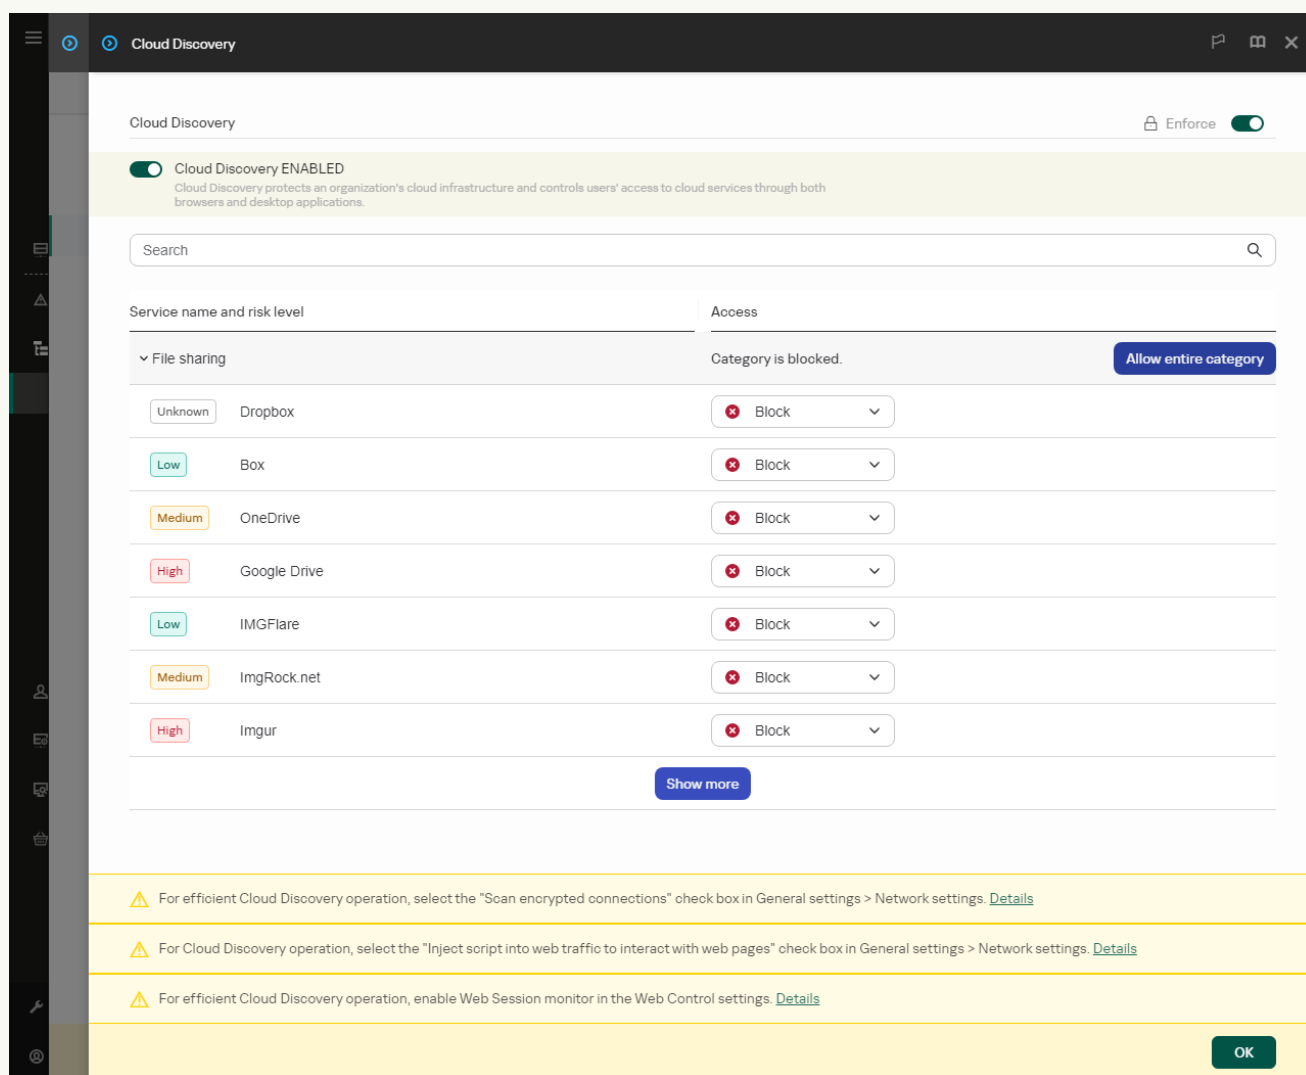 Cloud Discovery
Cloud Discovery
Enforce
Cloud Discovery ENABLED
Cloud Discovery protects an organization's cloud infrastructure and controls users' access to cloud services through both
browsers and desktop applications.
Search
Service name and risk level Access
File sharing Category is blocked. Allow entire category
Unknown Dropbox Block
Low Box Block
Medium OneDrive Block
High Google Drive Block
Low IMGFlare Block
Medium ImgRock.net Block
High Imgur Block
Show more
For efficient Cloud Discovery operation, select the "Scan encrypted connections" check box in General settings > Network settings. Details
For Cloud Discovery operation, select the "Inject script into web traffic to interact with web pages" check box in General settings > Network settings. Details
For efficient Cloud Discovery operation, enable Web Session monitor in the Web Control settings. Details
OK